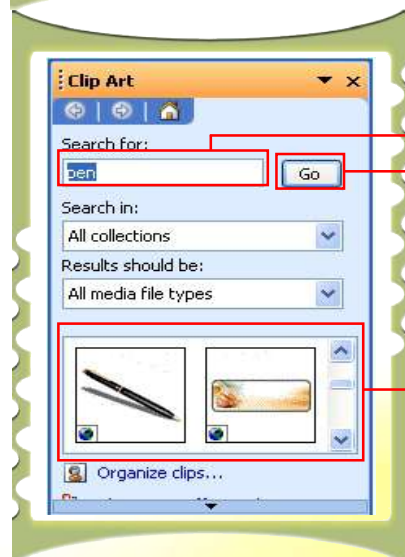 Clip Art
Search for:
pen
Go
Search in:
All collections
Results should be:
All media file types
Organize clips...